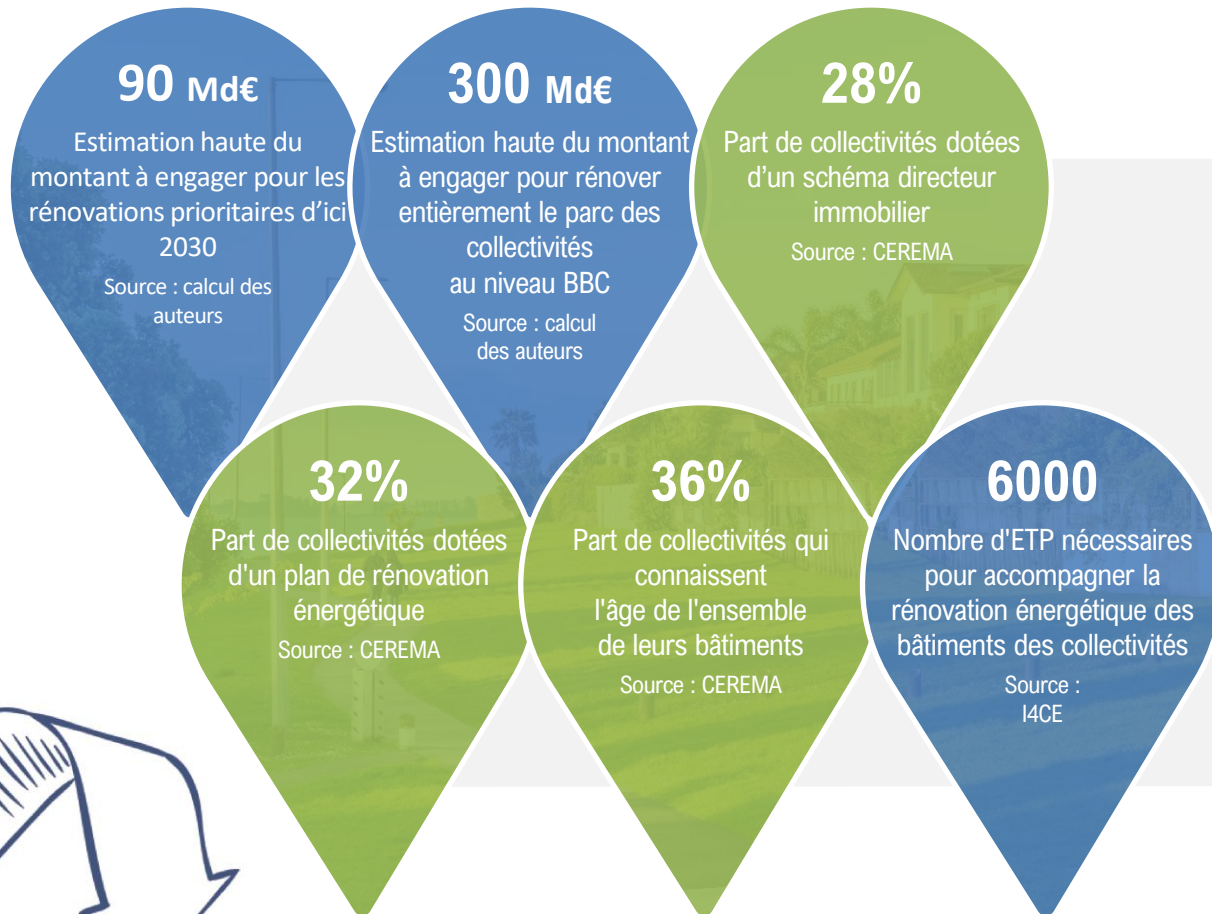 90 Md€
Estimation haute du
montant à engager pour les
rénovations prioritaires d’ici
2030
Source : calcul des
auteurs
300 Md€
Estimation haute du montant
à engager pour rénover
entièrement le parc des
collectivités
au niveau BBC
Source : calcul
des auteurs
28%
Part de collectivités dotées
d’un schéma directeur
immobilier
Source : CEREMA
32%
Part de collectivités dotées
d'un plan de rénovation
énergétique
Source : CEREMA
36%
Part de collectivités qui
connaissent
l'âge de l'ensemble
de leurs bâtiments
Source : CEREMA
6000
Nombre d'ETP nécessaires
pour accompagner la
rénovation énergétique des
bâtiments des collectivités
Source :
I4CE